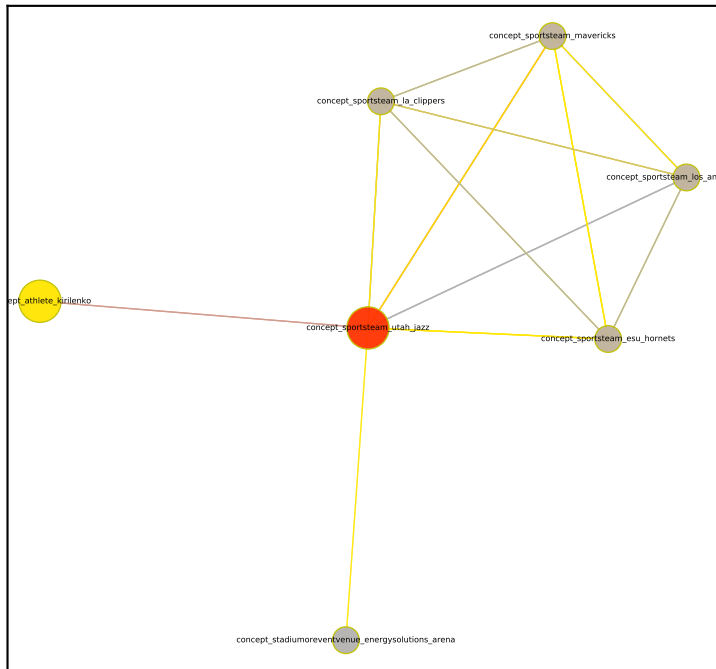 concept_sportsteam_mavericks
concept_sportsteam_la_clippers
concept_sportsteam_los_an
ept_athlete_kirilenko
concept_sportsteam_utah_jazz
concept_sportsteam_esu_hornets
concept_stadiumoreventvenue_energysolutions_arena